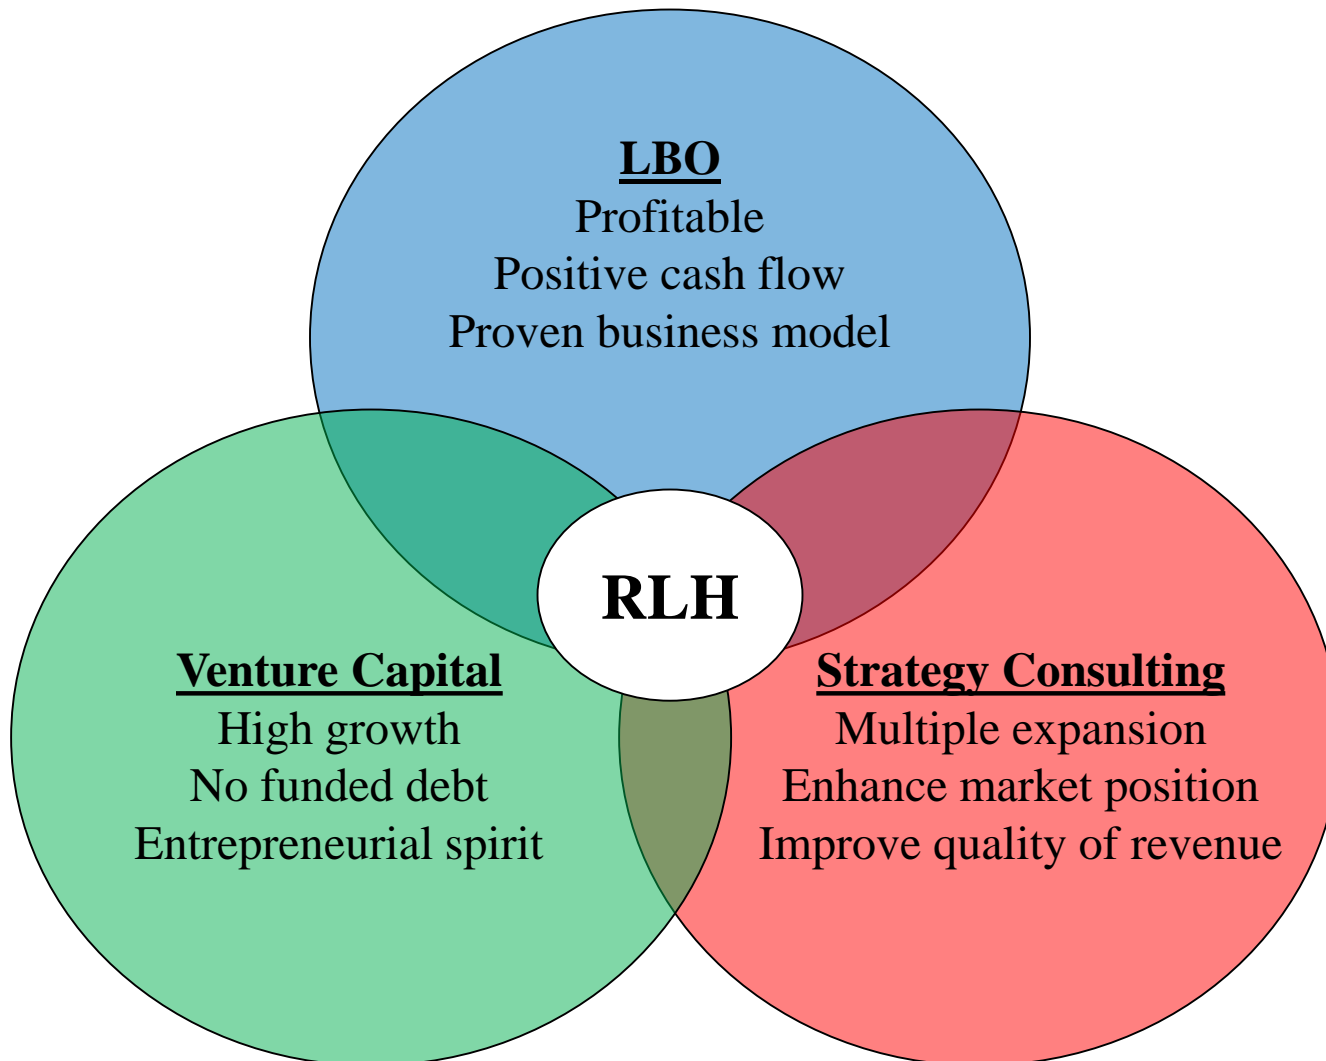 LBO
Profitable
Positive cash flow
Proven business model
RLH
Venture Capital
High growth
No funded debt
Entrepreneurial spirit
Strategy Consulting
Multiple expansion
Enhance market position
Improve quality of revenue